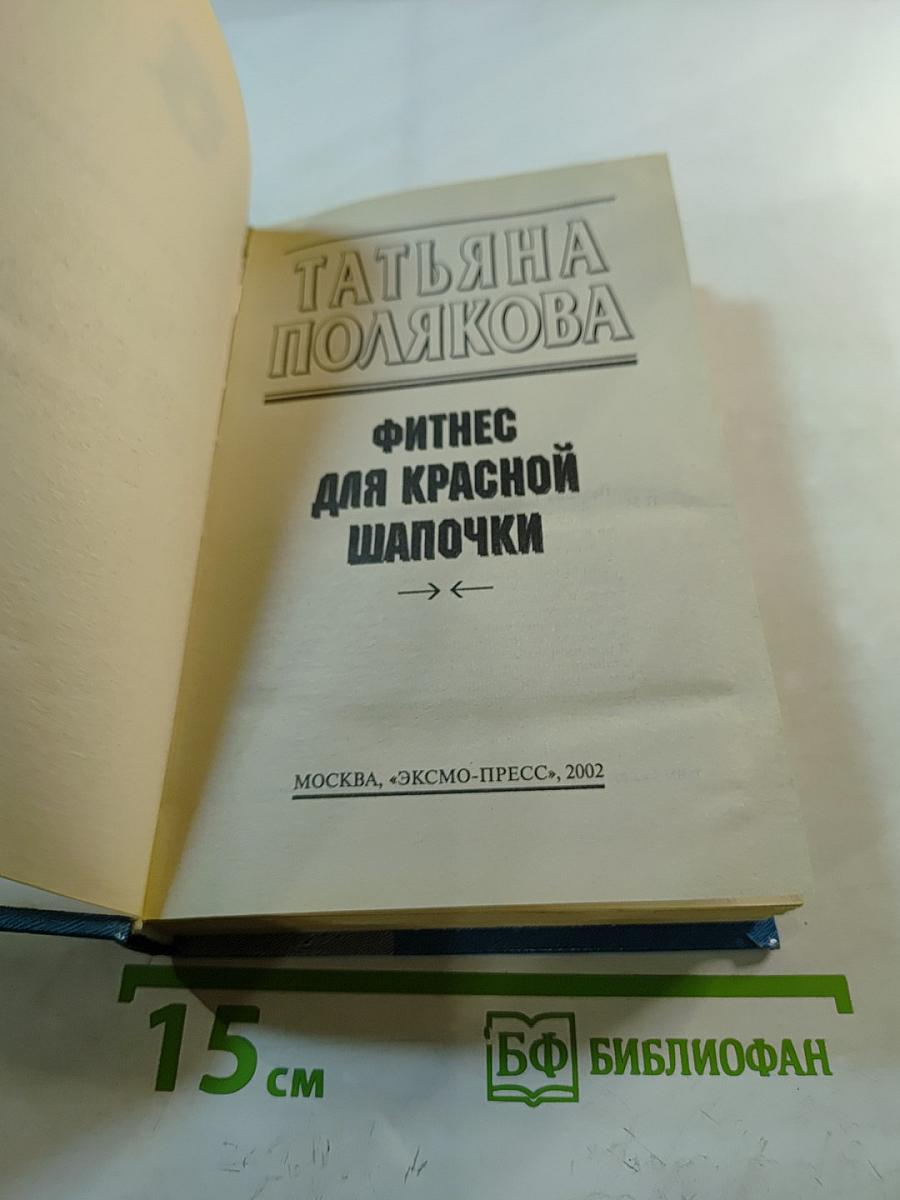 ТАТЬЯНА
ПОЛЯКОВА
ФИТНЕС
ДЛЯ КРАСНОЙ
ШАПОЧКИ
МОСКВА, «ЭКСМО-ПРЕСС», 2002
15 см
БФ БИБЛИОФАН